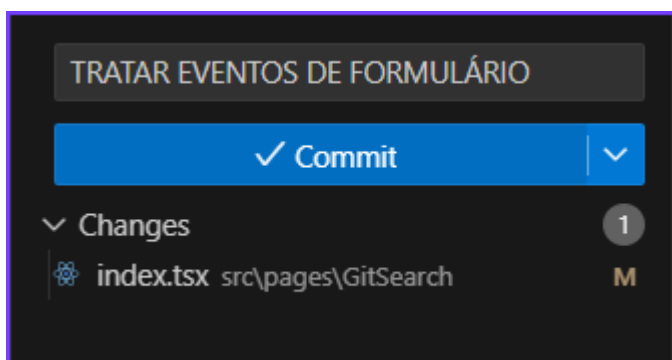 TRATAR EVENTOS DE FORMULÁRIO
Commit
Changes 1
index.tsx src\pages\GitSearch M